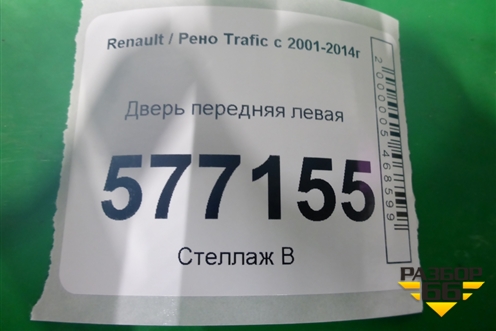 Renault / Рено Trafic с 2001-2014г
Дверь передняя левая
577155
Стеллаж В
2000005468599
РАЗБОР
66